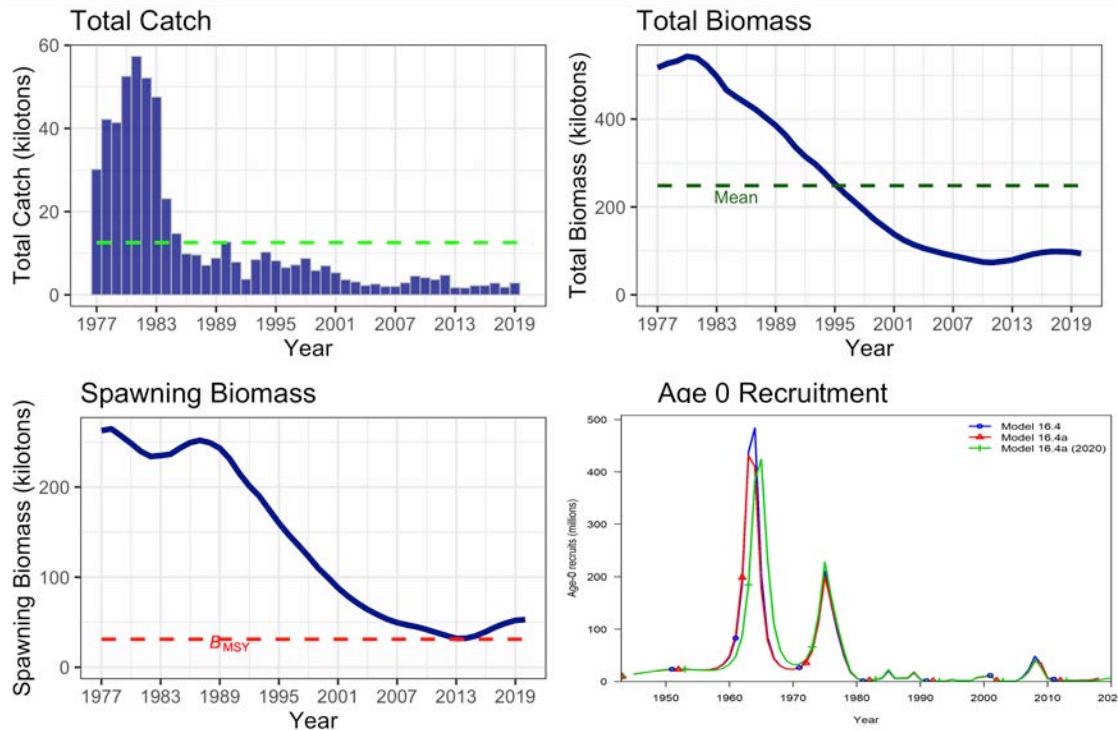 Total Catch
Total Catch (kilotons)
60
40
20
0
1977 1983 1989 1995 2001 2007 2013 2019
Year
Total Biomass
Total Biomass (kilotons)
400
200
0
Mean
1977 1983 1989 1995 2001 2007 2013 2019
Year
Spawning Biomass
Spawning Biomass (kilotons)
200
100
0
BMSY
1977 1983 1989 1995 2001 2007 2013 2019
Year
Age 0 Recruitment
Age-0 recruits (millions)
500
400
300
200
100
0
Model 16.4
Model 16.4a
Model 16.4a (2020)
1950 1960 1970 1980 1990 2000 2010
Year